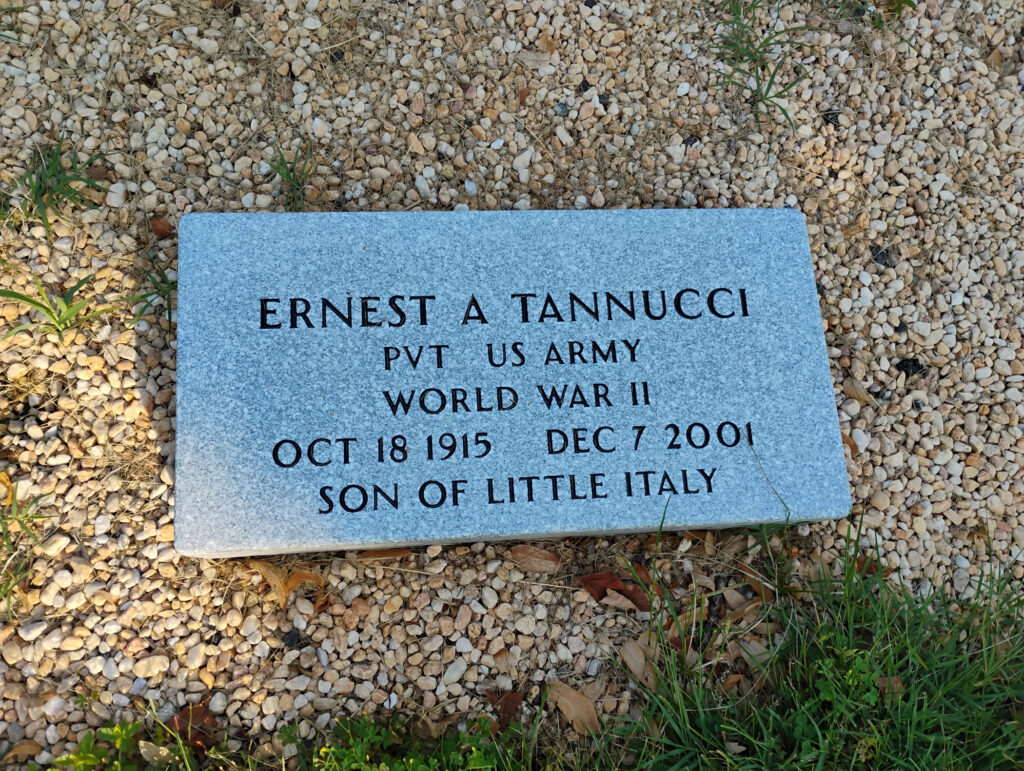 ERNEST A TANNUCCI
PVT US ARMY
WORLD WAR II
OCT 18 1915 DEC 7 2001
SON OF LITTLE ITALY